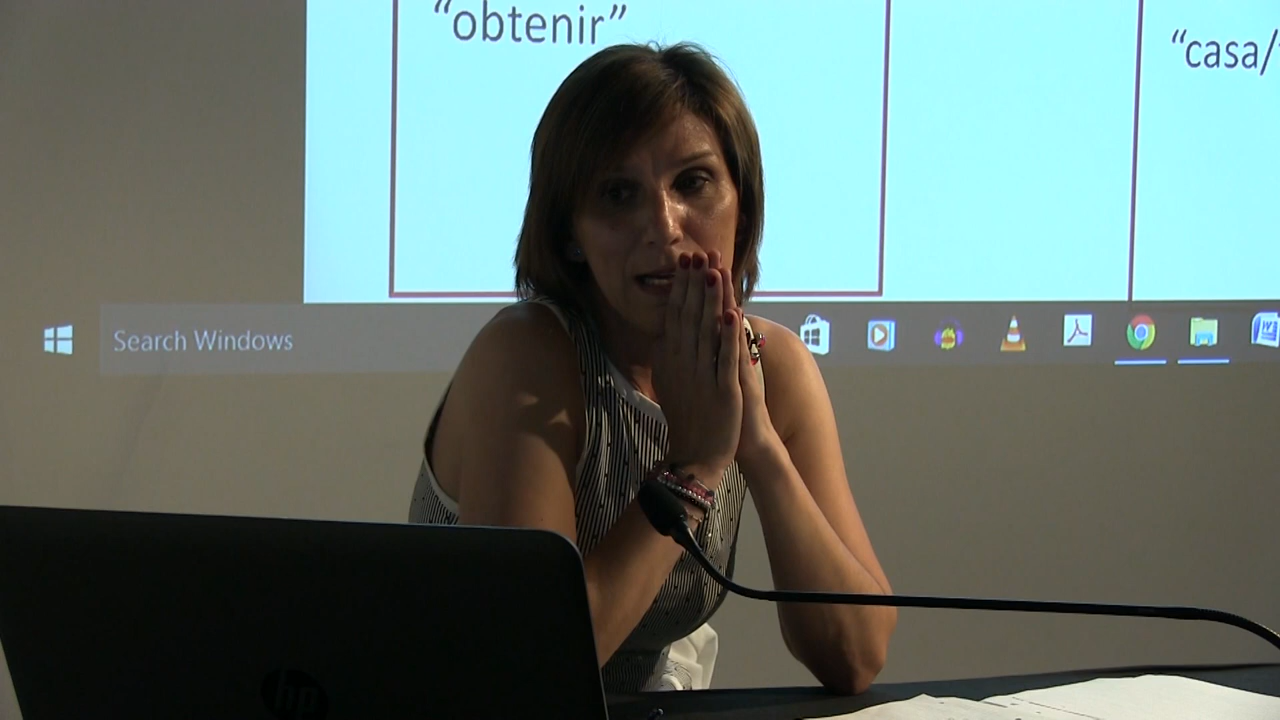 “obtenir”
“casa/
Search Windows
hp